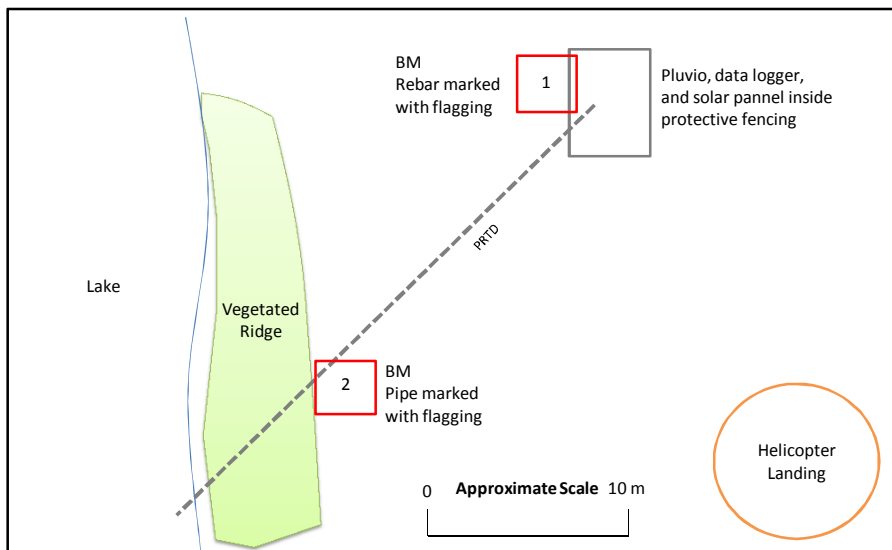 BM
Rebar marked
with flagging
1
Pluvio, data logger,
and solar pannel inside
protective fencing
PRTD
Lake
Vegetated
Ridge
2
BM
Pipe marked
with flagging
Helicopter
Landing
0 Approximate Scale 10 m